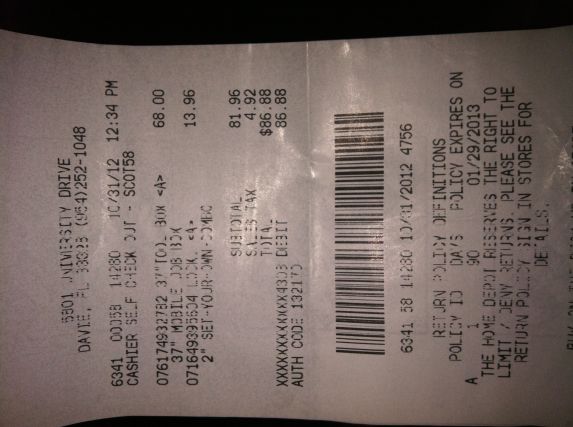 5801 UNIVERSITY DRIVE
DAVIE, FL 33328 (954)252-1048
6341 00058 14280 10/31/12 12:34 PM
CASHIER SELF CHECK OUT - SCOT58
076174932782 37"TOOL BOX <A> 68.00
37" MOBILE JOB BOX
071649395604 LOCK, <A> 13.96
2" SET-YOUR-OWN-COMBO
SUBTOTAL 81.96
SALES TAX 4.92
TOTAL $86.88
XXXXXXXXXXXX4303 DEBIT 86.88
AUTH CODE 132170
6341 58 14280 10/31/2012 4756
RETURN POLICY DEFINITIONS
POLICY ID DAYS POLICY EXPIRES ON
A 1 90 01/29/2013
THE HOME DEPOT RESERVES THE RIGHT TO
LIMIT / DENY RETURNS. PLEASE SEE THE
RETURN POLICY SIGN IN STORES FOR
DETAILS.